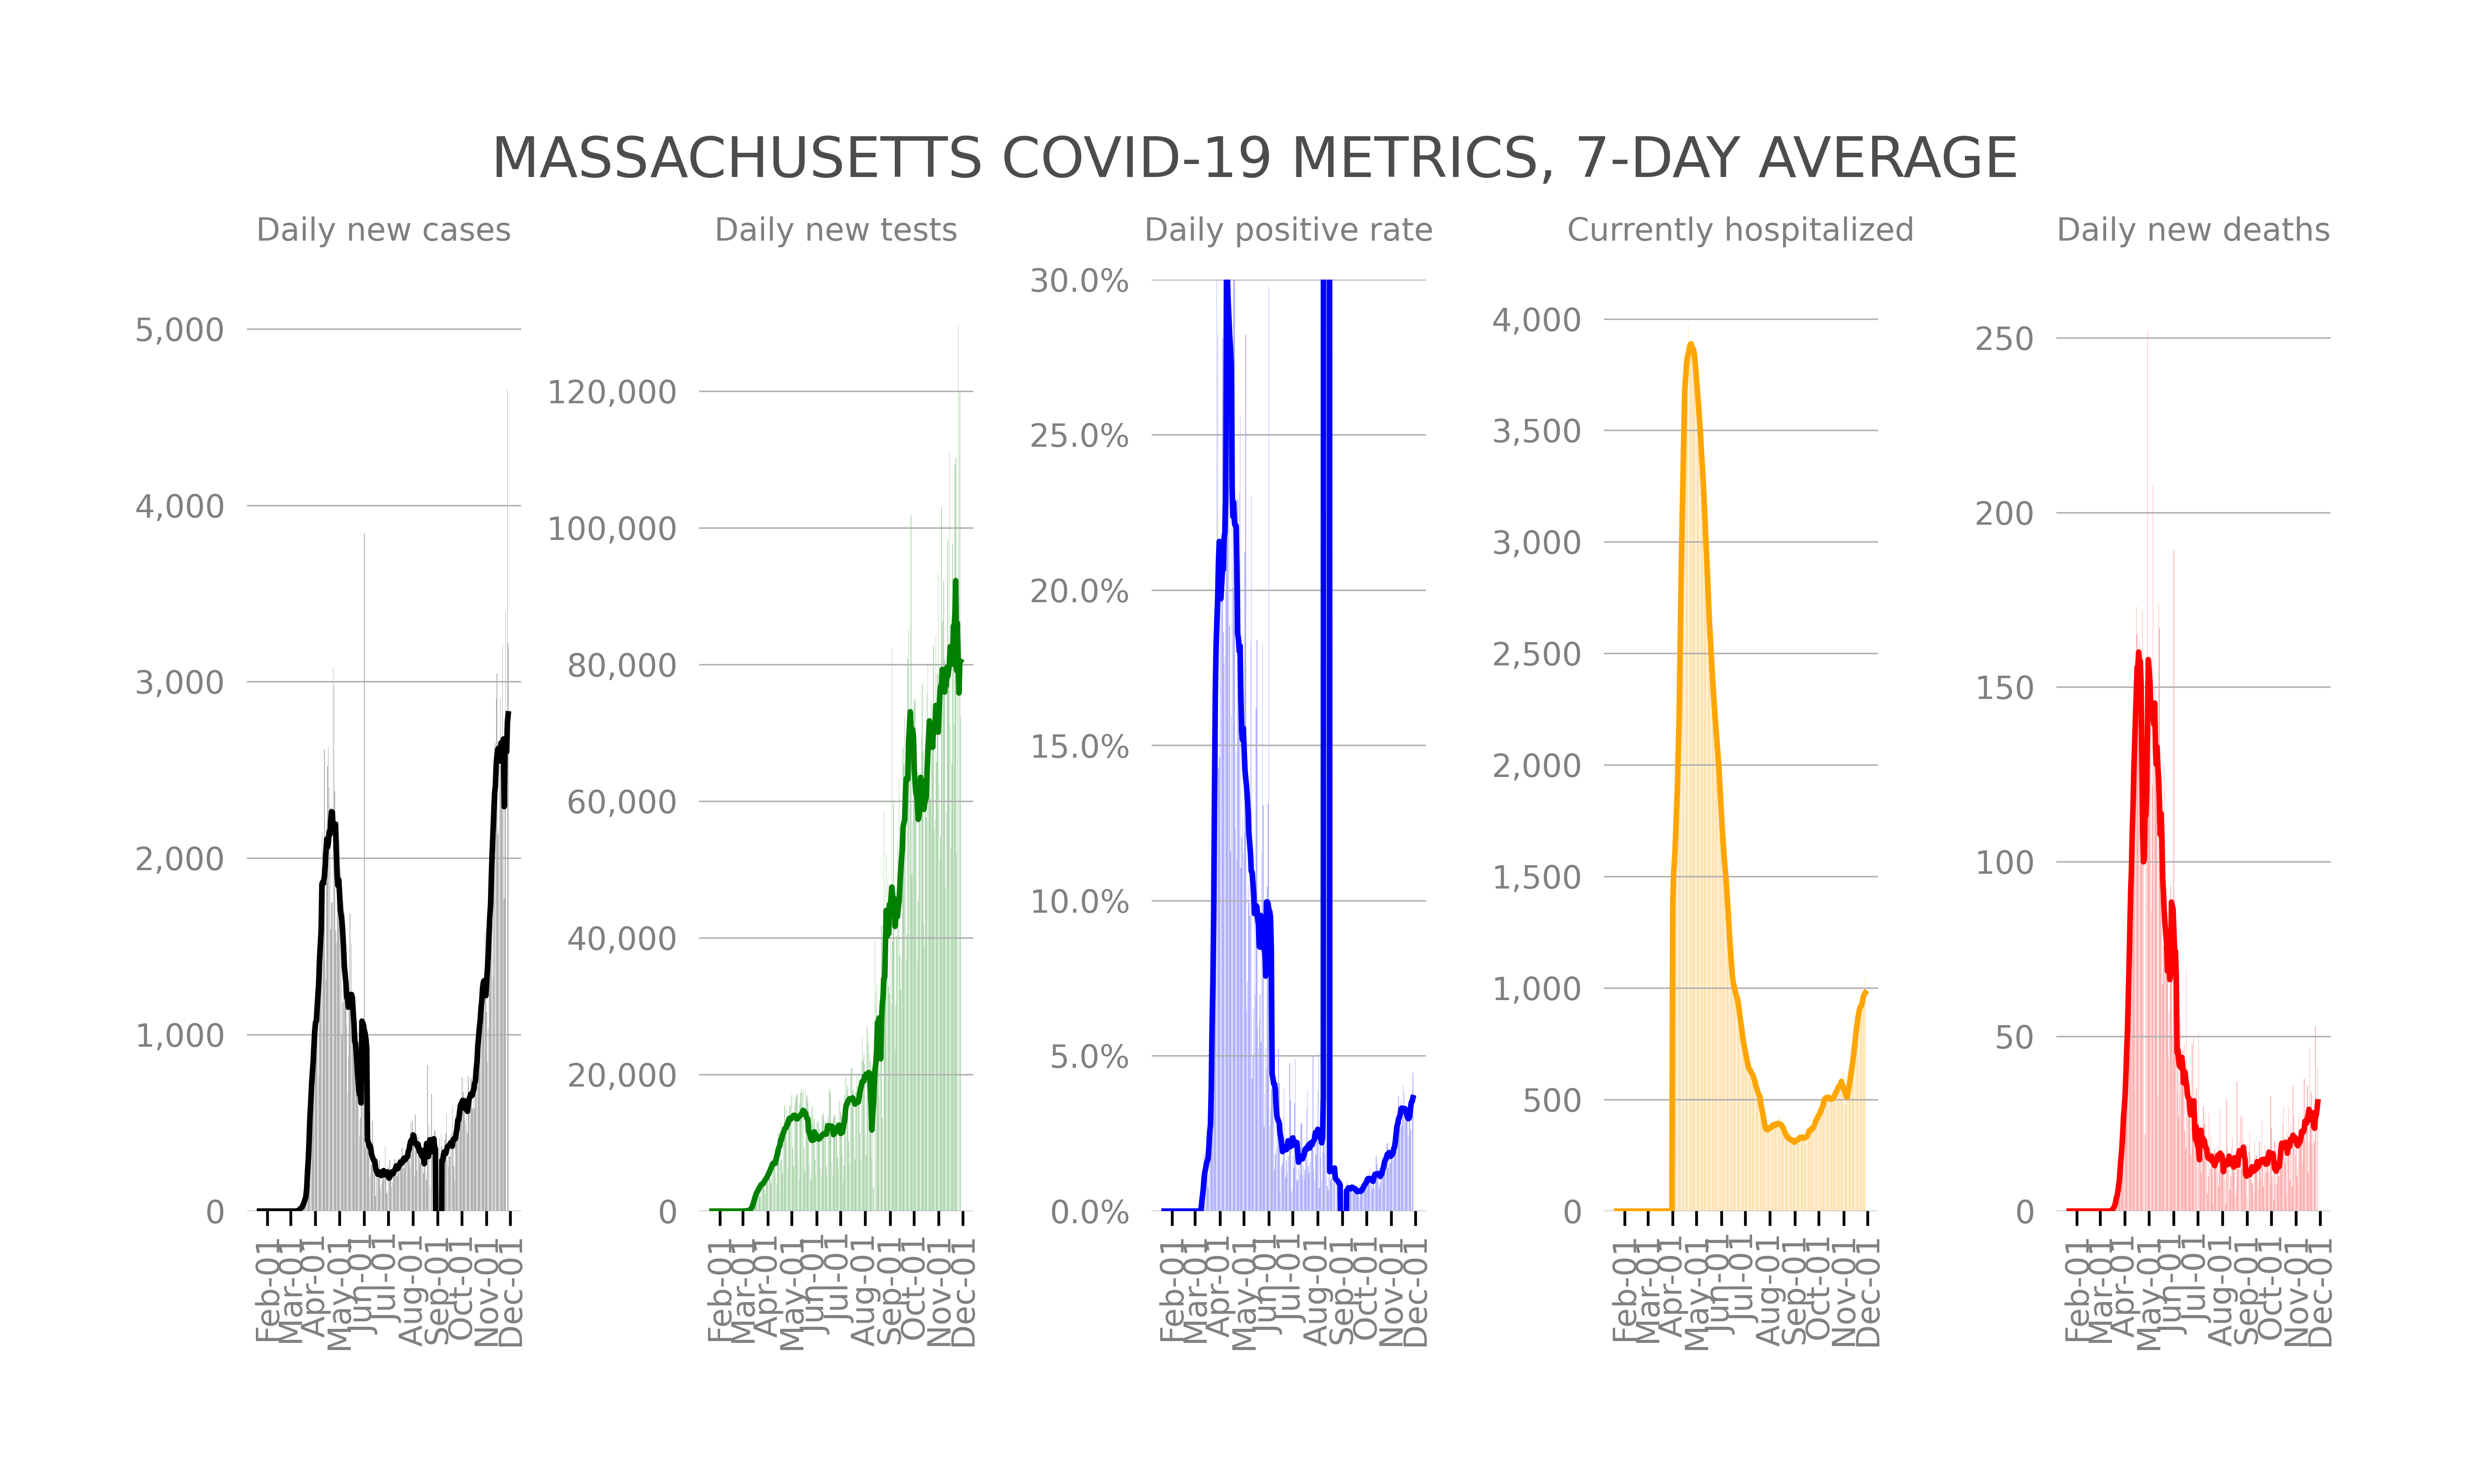 MASSACHUSETTS COVID-19 METRICS, 7-DAY AVERAGE
Daily new cases
5,000
4,000
3,000
2,000
1,000
0
Feb-01
Mar-01
Apr-01
May-01
Jun-01
Jul-01
Aug-01
Sep-01
Oct-01
Nov-01
Dec-01
Daily new tests
120,000
100,000
80,000
60,000
40,000
20,000
0
Feb-01
Mar-01
Apr-01
May-01
Jun-01
Jul-01
Aug-01
Sep-01
Oct-01
Nov-01
Dec-01
Daily positive rate
30.0%
25.0%
20.0%
15.0%
10.0%
5.0%
0.0%
Feb-01
Mar-01
Apr-01
May-01
Jun-01
Jul-01
Aug-01
Sep-01
Oct-01
Nov-01
Dec-01
Currently hospitalized
4,000
3,500
3,000
2,500
2,000
1,500
1,000
500
0
Feb-01
Mar-01
Apr-01
May-01
Jun-01
Jul-01
Aug-01
Sep-01
Oct-01
Nov-01
Dec-01
Daily new deaths
250
200
150
100
50
0
Feb-01
Mar-01
Apr-01
May-01
Jun-01
Jul-01
Aug-01
Sep-01
Oct-01
Nov-01
Dec-01